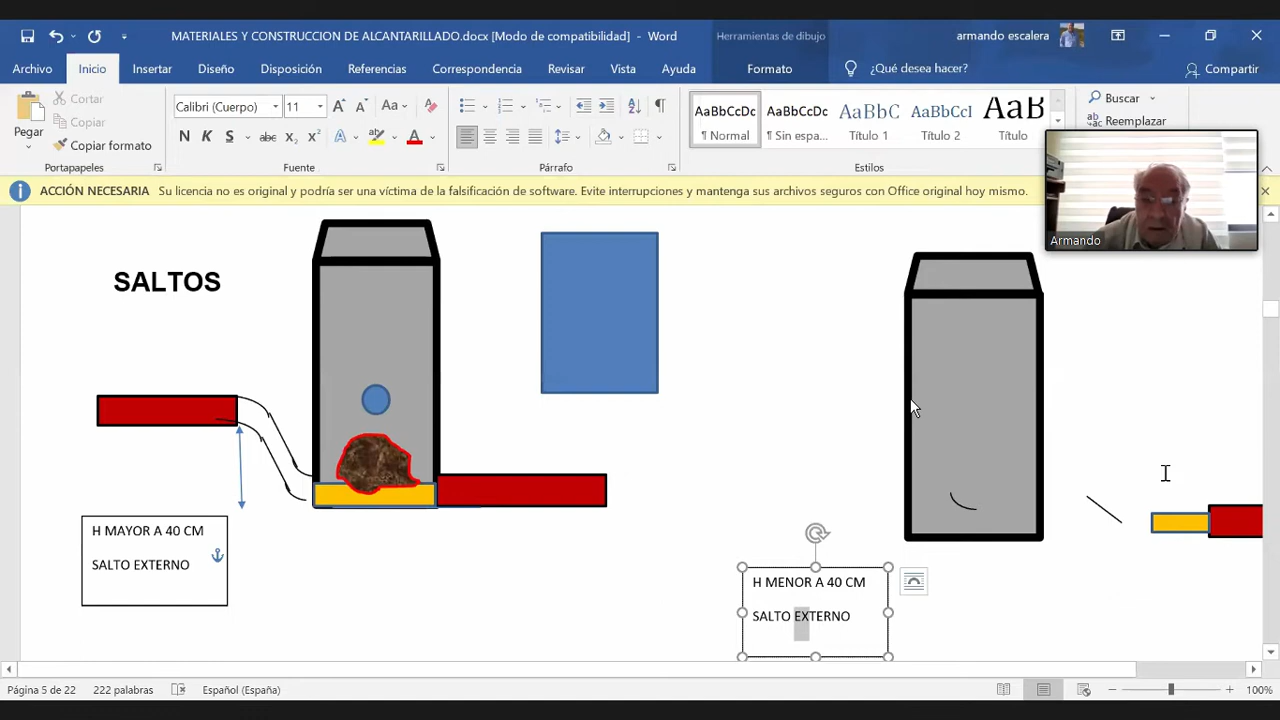 MATERIALES Y CONSTRUCCION DE ALCANTARILLADO.docx [Modo de compatibilidad] - Word
Herramientas de dibujo
armando escalera
Archivo
Inicio
Insertar
Diseño
Disposición
Referencias
Correspondencia
Revisar
Vista
Ayuda
Formato
¿Qué desea hacer?
Compartir
Pegar
Cortar
Copiar
Copiar formato
Portapapeles
Calibri (Cuerpo)
11
N K S abc X₂ X²
Fuente
Párrafo
AaBbCcDc
¶ Normal
AaBbCcDc
¶ Sin espa...
AaBbC
Título 1
AaBbCcI
Título 2
AaB
Título
Estilos
Buscar
Reemplazar
ACCIÓN NECESARIA Su licencia no es original y podría ser una víctima de la falsificación de software. Evite interrupciones y mantenga sus archivos seguros con Office original hoy mismo.
Armando
SALTOS
H MAYOR A 40 CM
SALTO EXTERNO
H MENOR A 40 CM
SALTO EXTERNO
Página 5 de 22
222 palabras
Español (España)
100%